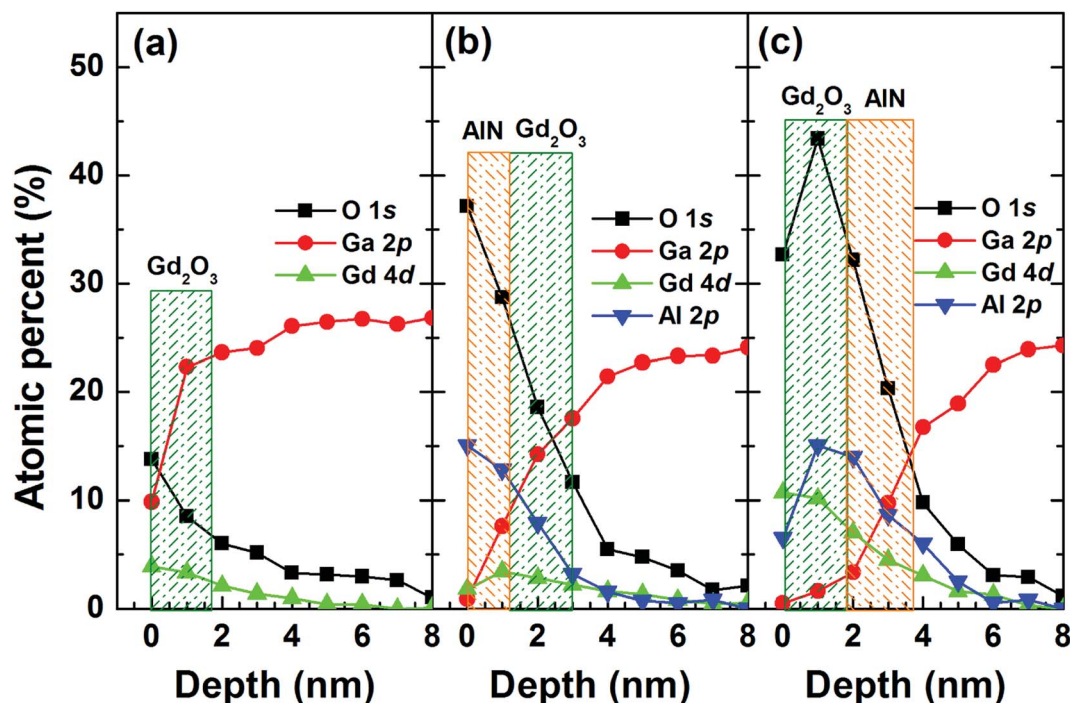 (a)
Gd₂O₃
O 1s
Ga 2p
Gd 4d
(b)
AlN
Gd₂O₃
O 1s
Ga 2p
Gd 4d
Al 2p
(c)
Gd₂O₃
AlN
O 1s
Ga 2p
Gd 4d
Al 2p
Atomic percent (%)
50
40
30
20
10
0
0 2 4 6 8 0 2 4 6 8 0 2 4 6 8
Depth (nm) Depth (nm) Depth (nm)